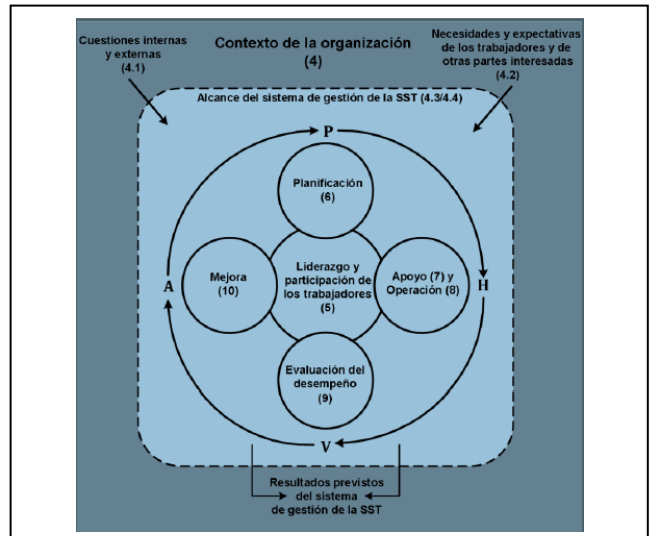 Cuestiones internas
y externas
(4.1)
Contexto de la organización
(4)
Necesidades y expectativas
de los trabajadores y de
otras partes interesadas
(4.2)
Alcance del sistema de gestión de la SST (4.3/4.4)
P
Planificación
(6)
A
Mejora
(10)
Liderazgo y
participación de
los trabajadores
(5)
Apoyo (7) y
Operación (8)
H
Evaluación del
desempeño
(9)
V
Resultados previstos
del sistema
de gestión de la SST